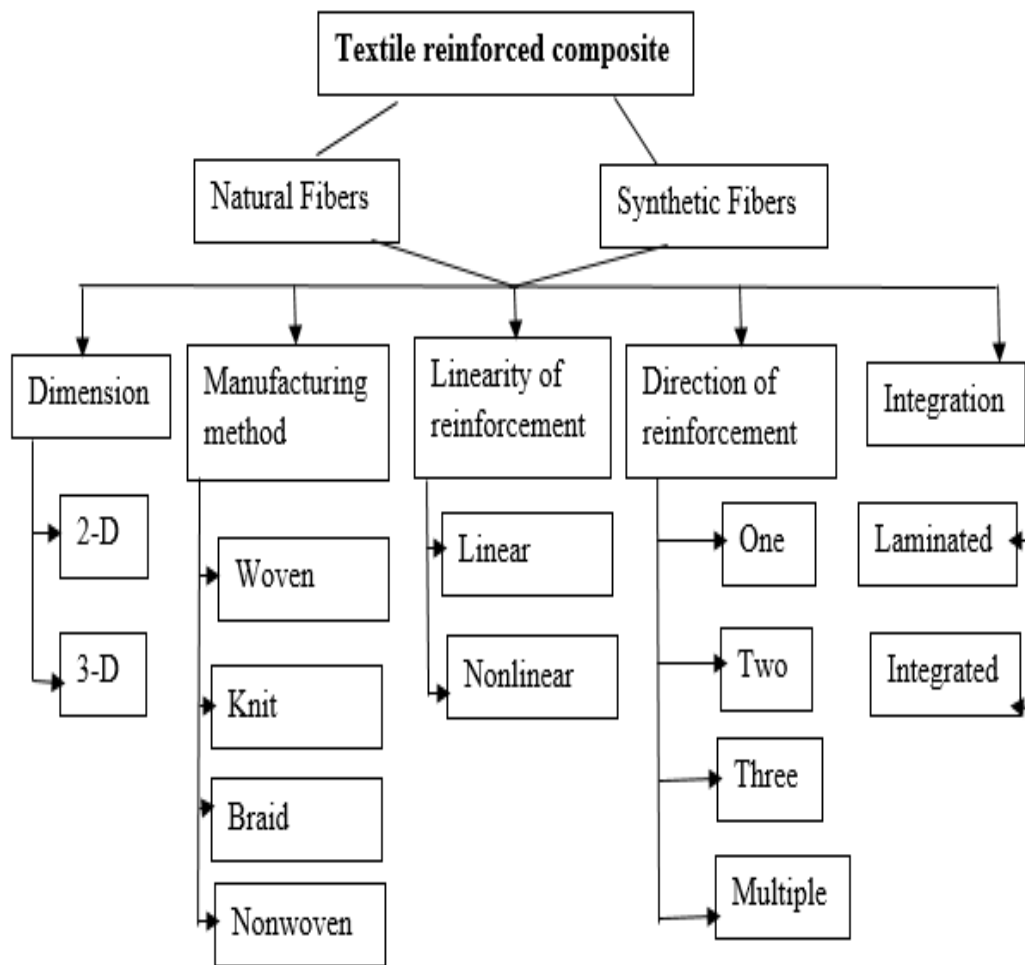 Textile reinforced composite
Natural Fibers
Synthetic Fibers
Dimension
Manufacturing
method
Linearity of
reinforcement
Direction of
reinforcement
Integration
2-D
3-D
Woven
Knit
Braid
Nonwoven
Linear
Nonlinear
One
Two
Three
Multiple
Laminated
Integrated